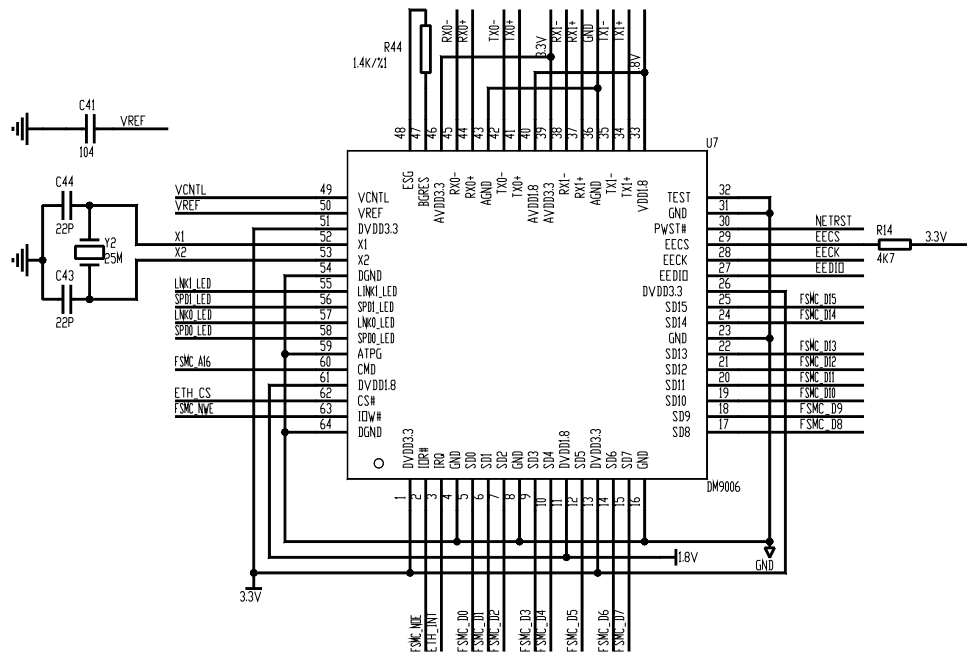 RX0-
RX0+
TX0-
TX0+
3.3V
RX1-
RX1+
GND
TX1-
TX1+
1.8V
R44
1.4K/%1
C41
VREF
104
48
47
46
45
44
43
42
41
40
39
38
37
36
35
34
33
U7
ESG
BGRES
AVDD3.3
RX0-
RX0+
AGND
TX0-
TX0+
AVDD1.8
AVDD3.3
RX1-
RX1+
AGND
TX1-
TX1+
VDD1.8
C44
22P
Y2
25M
C43
22P
VCNTL 49 VCNTL
VREF 50 VREF
51 DVDD3.3
X1 52 X1
X2 53 X2
54 DGND
LNK1_LED 55 LINK1_LED
SPD1_LED 56 SPD1_LED
LNK0_LED 57 LNK0_LED
SPD0_LED 58 SPD0_LED
59 ATPG
FSMC_A16 60 CMD
61 DVDD1.8
ETH_CS 62 CS#
FSMC_NWE 63 IOW#
64 DGND
TEST 32
GND 31
PWST# 30 NETRST
EECS 29 EECS
R14
4K7
3.3V
EECK 28 EECK
EEDIO 27 EEDIO
DVDD3.3 26
SD15 25 FSMC_D15
SD14 24 FSMC_D14
GND 23
SD13 22 FSMC_D13
SD12 21 FSMC_D12
SD11 20 FSMC_D11
SD10 19 FSMC_D10
SD9 18 FSMC_D9
SD8 17 FSMC_D8
DVDD3.3
IOR#
IRQ
GND
SD0
SD1
SD2
GND
SD3
SD4
DVDD1.8
SD5
DVDD3.3
SD6
SD7
GND
DM9006
1
2
3
4
5
6
7
8
9
10
11
12
13
14
15
16
1.8V
GND
3.3V
FSMC_NOE
ETH_INT
FSMC_D0
FSMC_D1
FSMC_D2
FSMC_D3
FSMC_D4
FSMC_D5
FSMC_D6
FSMC_D7